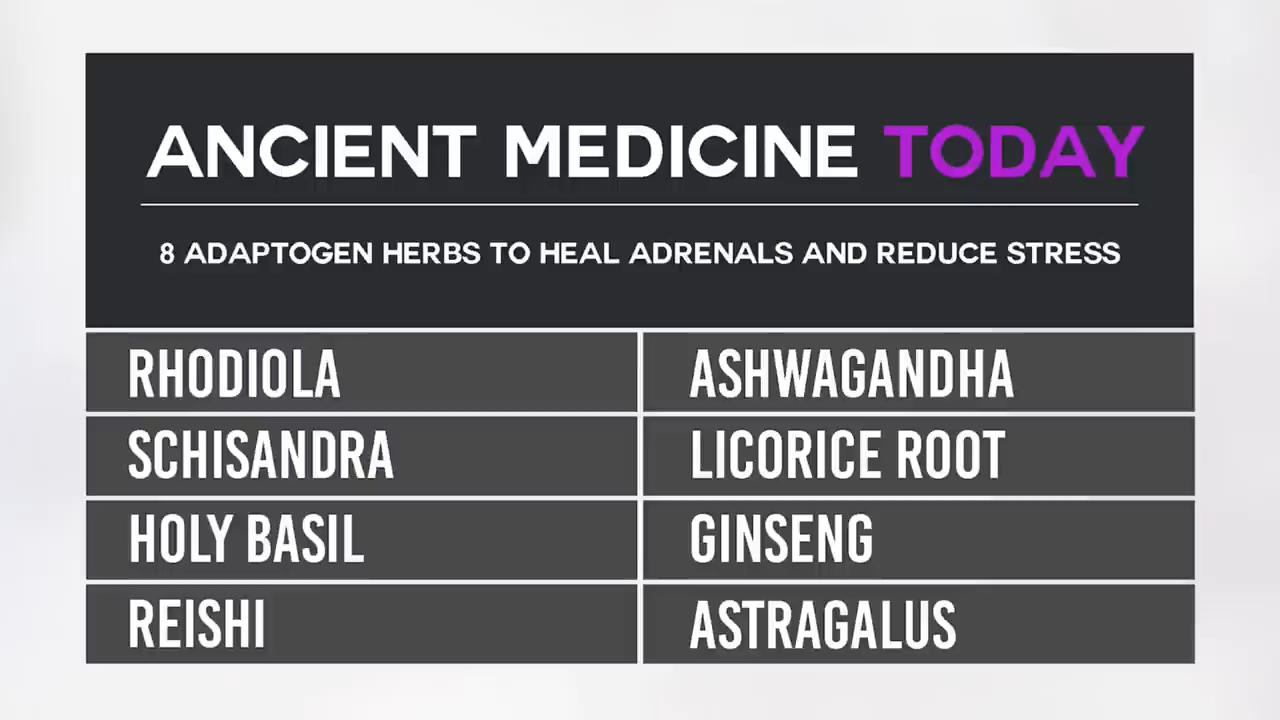 ANCIENT MEDICINE TODAY
8 ADAPTOGEN HERBS TO HEAL ADRENALS AND REDUCE STRESS
RHODIOLA
ASHWAGANDHA
SCHISANDRA
LICORICE ROOT
HOLY BASIL
GINSENG
REISHI
ASTRAGALUS